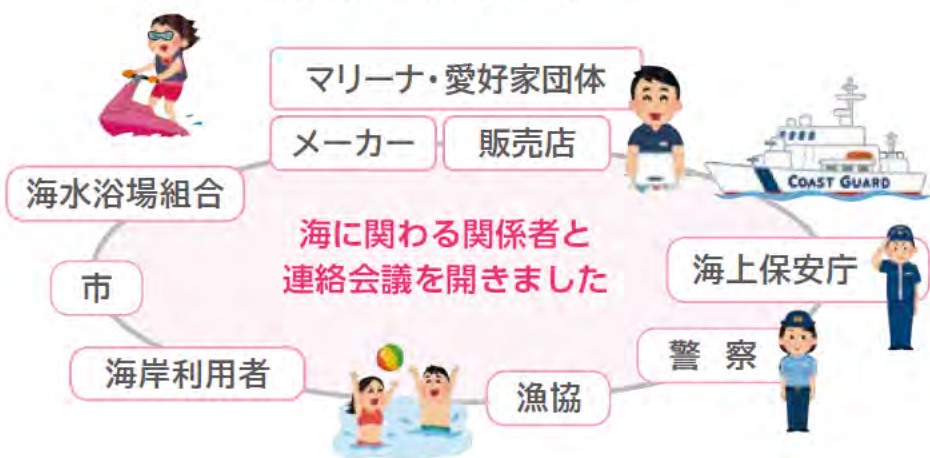 マリーナ・愛好家団体
メーカー
販売店
COAST GUARD
海水浴場組合
海に関わる関係者と
連絡会議を開きました
海上保安庁
市
警 察
海岸利用者
漁協